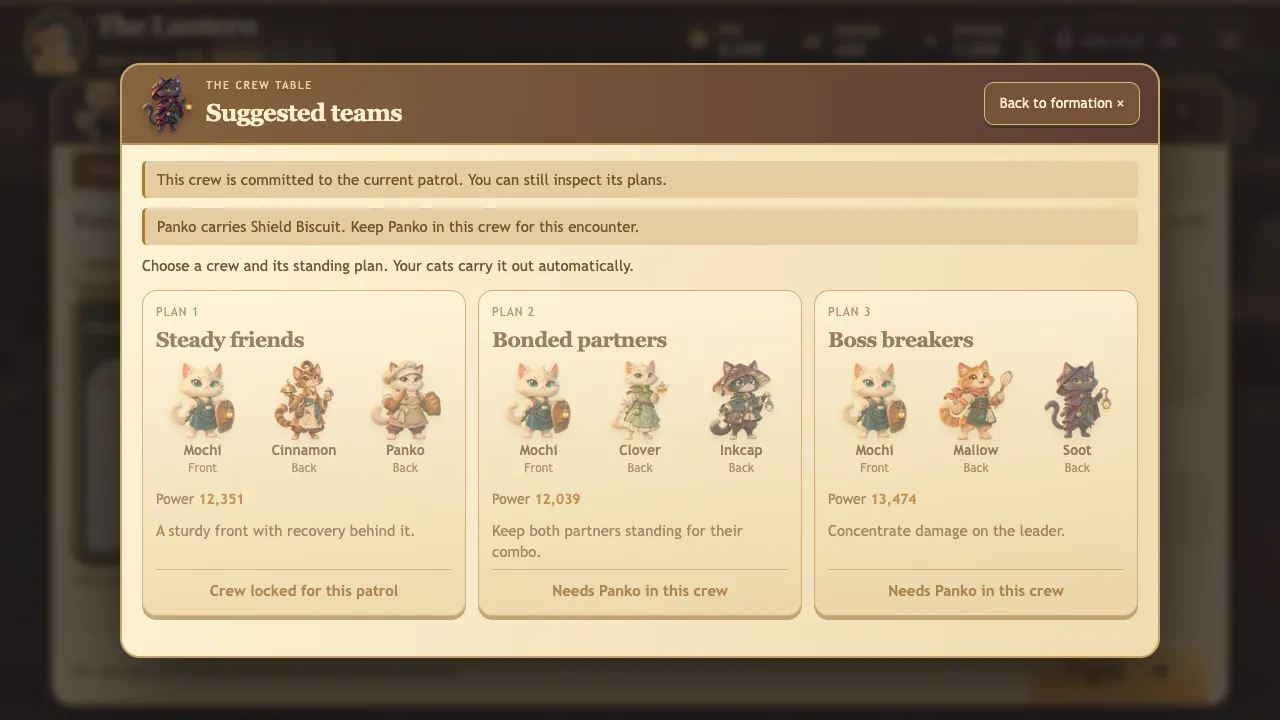 The Lantern
THE CREW TABLE
Suggested teams
Back to formation ×
This crew is committed to the current patrol. You can still inspect its plans.
Panko carries Shield Biscuit. Keep Panko in this crew for this encounter.
Choose a crew and its standing plan. Your cats carry it out automatically.
PLAN 1
Steady friends
Mochi
Front
Cinnamon
Back
Panko
Back
Power 12,351
A sturdy front with recovery behind it.
Crew locked for this patrol
PLAN 2
Bonded partners
Mochi
Front
Clover
Back
Inkcap
Back
Power 12,039
Keep both partners standing for their
combo.
Needs Panko in this crew
PLAN 3
Boss breakers
Mochi
Front
Mallow
Back
Soot
Back
Power 13,474
Concentrate damage on the leader.
Needs Panko in this crew